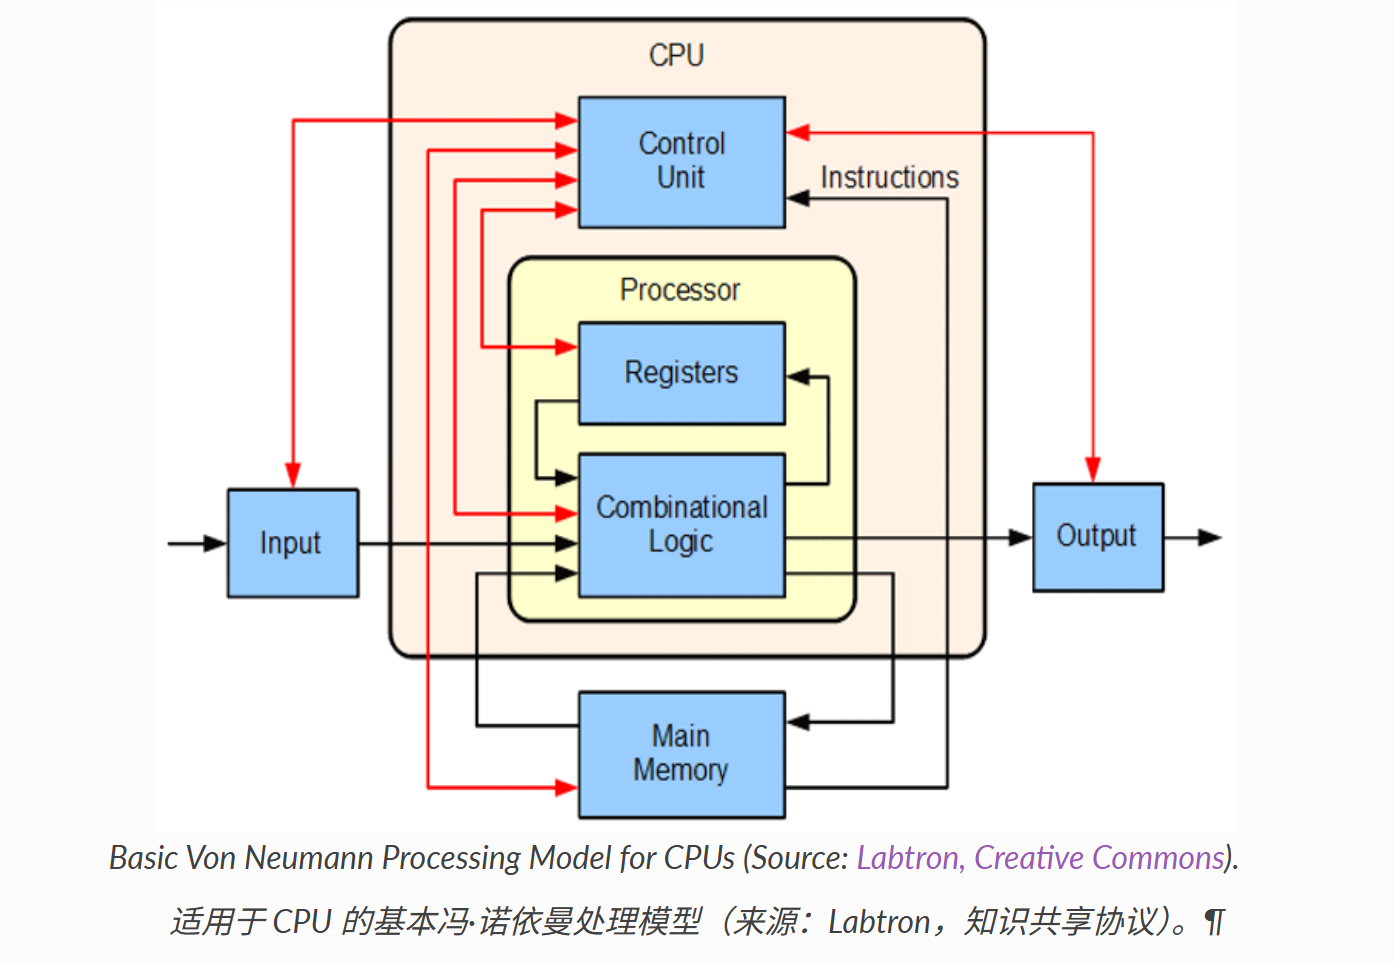 CPU
Control
Unit
Instructions
Processor
Registers
Combinational
Logic
Input
Output
Main
Memory
Basic Von Neumann Processing Model for CPUs (Source: Labtron, Creative Commons).
适用于 CPU 的基本冯·诺依曼处理模型（来源：Labtron，知识共享协议）。¶